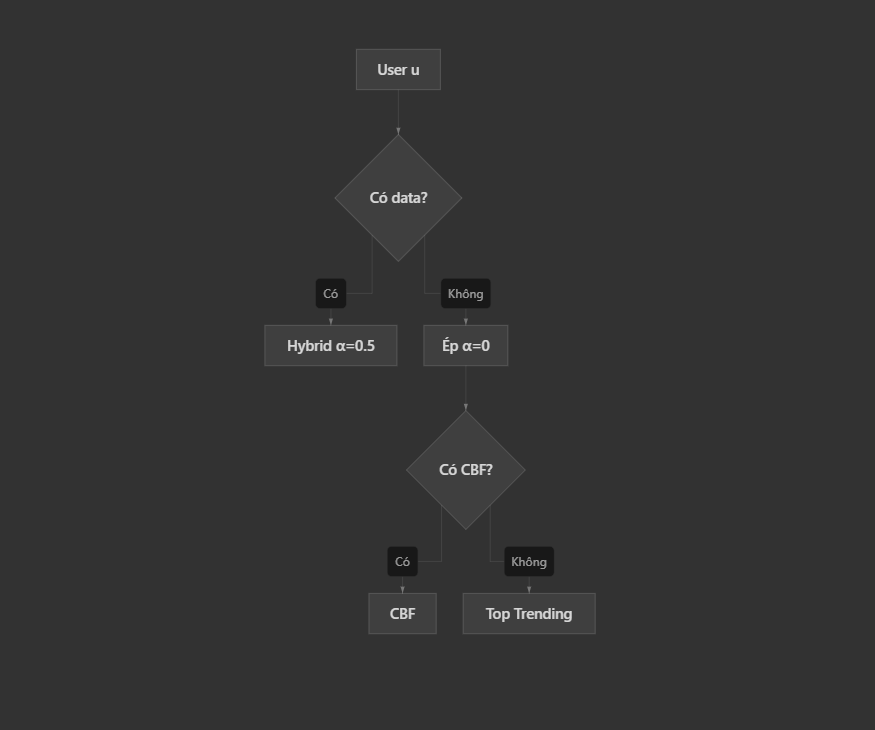 User u
Có data?
Có
Không
Hybrid α=0.5
Ép α=0
Có CBF?
Có
Không
CBF
Top Trending